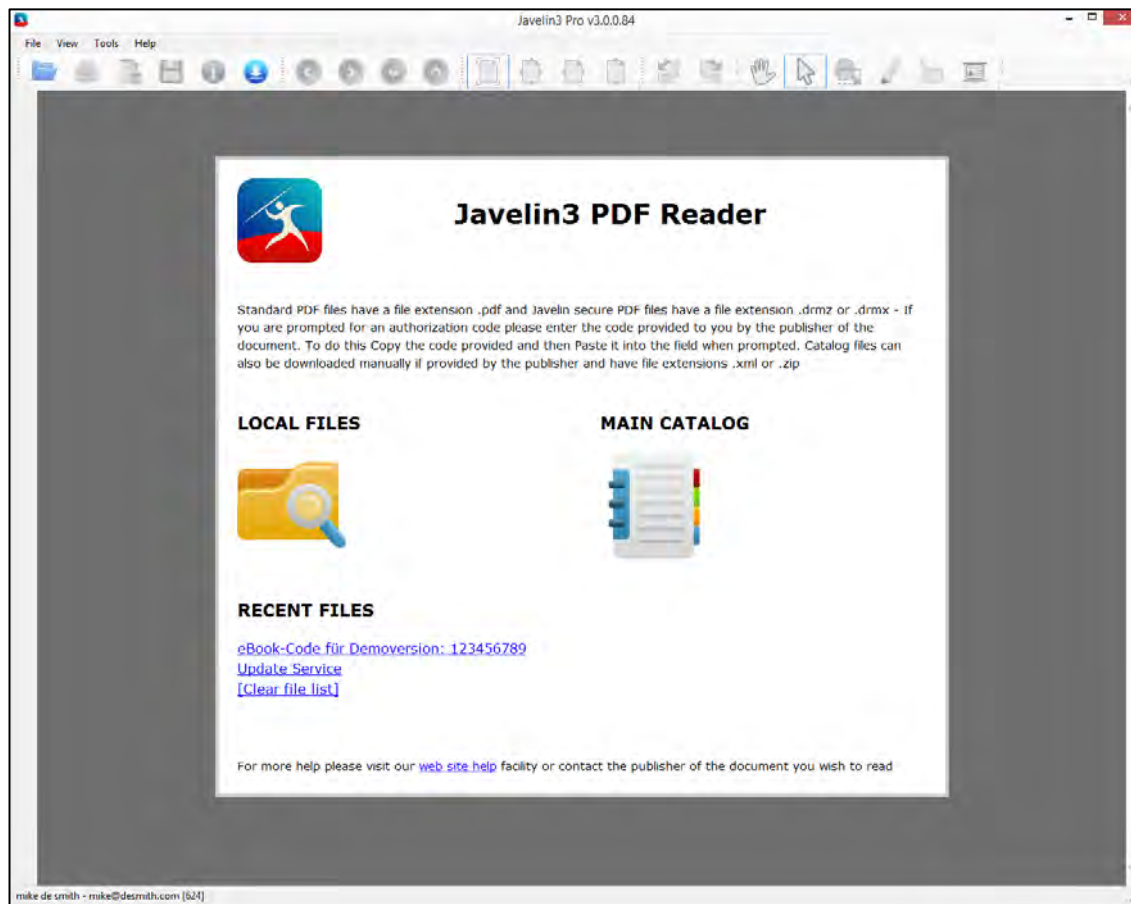 Javelin3 Pro v3.0.0.84
File View Tools Help
Javelin3 PDF Reader
Standard PDF files have a file extension .pdf and Javelin secure PDF files have a file extension .drmz or .drmx - If
you are prompted for an authorization code please enter the code provided to you by the publisher of the
document. To do this Copy the code provided and then Paste it into the field when prompted. Catalog files can
also be downloaded manually if provided by the publisher and have file extensions .xml or .zip
LOCAL FILES
MAIN CATALOG
RECENT FILES
eBook-Code für Demoversion: 123456789
Update Service
[Clear file list]
For more help please visit our web site help facility or contact the publisher of the document you wish to read
mike de smith - mike@desmith.com [624]